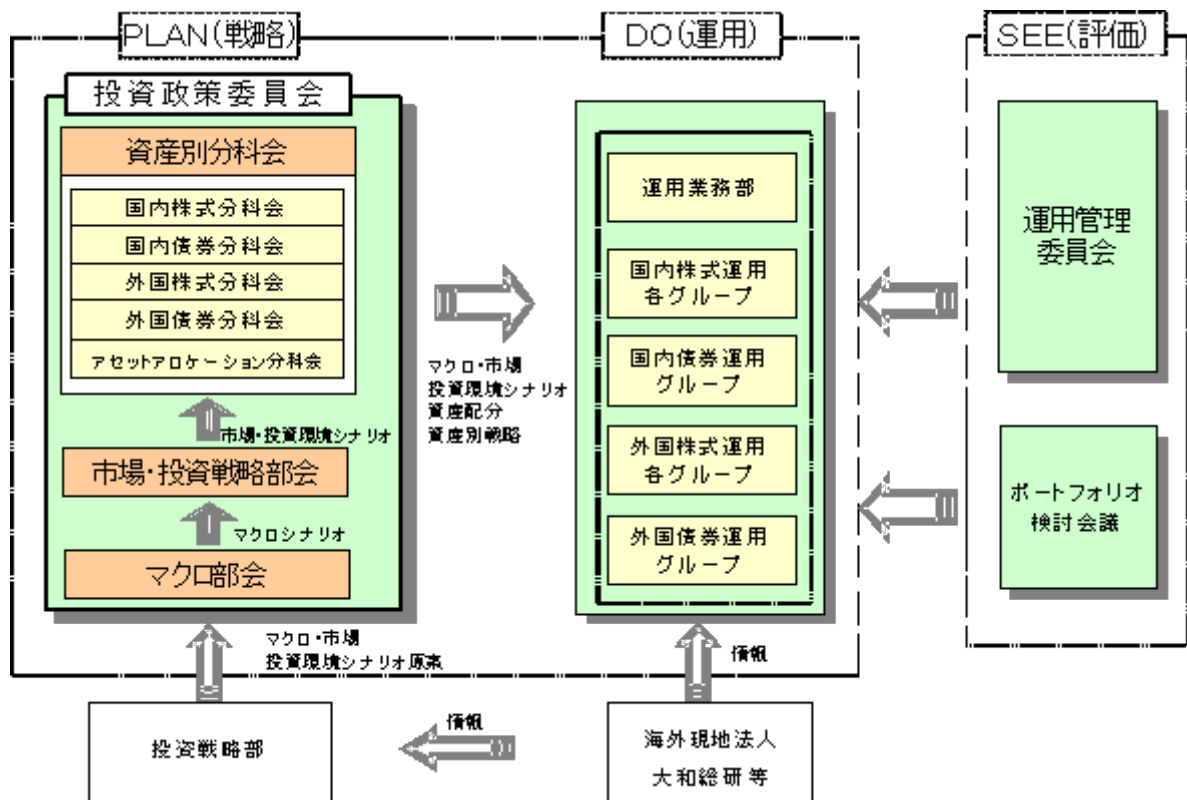 PLAN(戦略)
DO(運用)
SEE(評価)
投資政策委員会
資産別分科会
国内株式分科会
国内債券分科会
外国株式分科会
外国債券分科会
アセットアロケーション分科会
市場・投資環境シナリオ
市場・投資戦略部会
マクロシナリオ
マクロ部会
マクロ・市場
投資環境シナリオ
資産配分
資産別戦略
運用業務部
国内株式運用
各グループ
国内債券運用
グループ
外国株式運用
各グループ
外国債券運用
グループ
運用管理
委員会
ポートフォリオ
検討会議
マクロ・市場
投資環境シナリオ原案
情報
投資戦略部
情報
海外現地法人
大和総研等